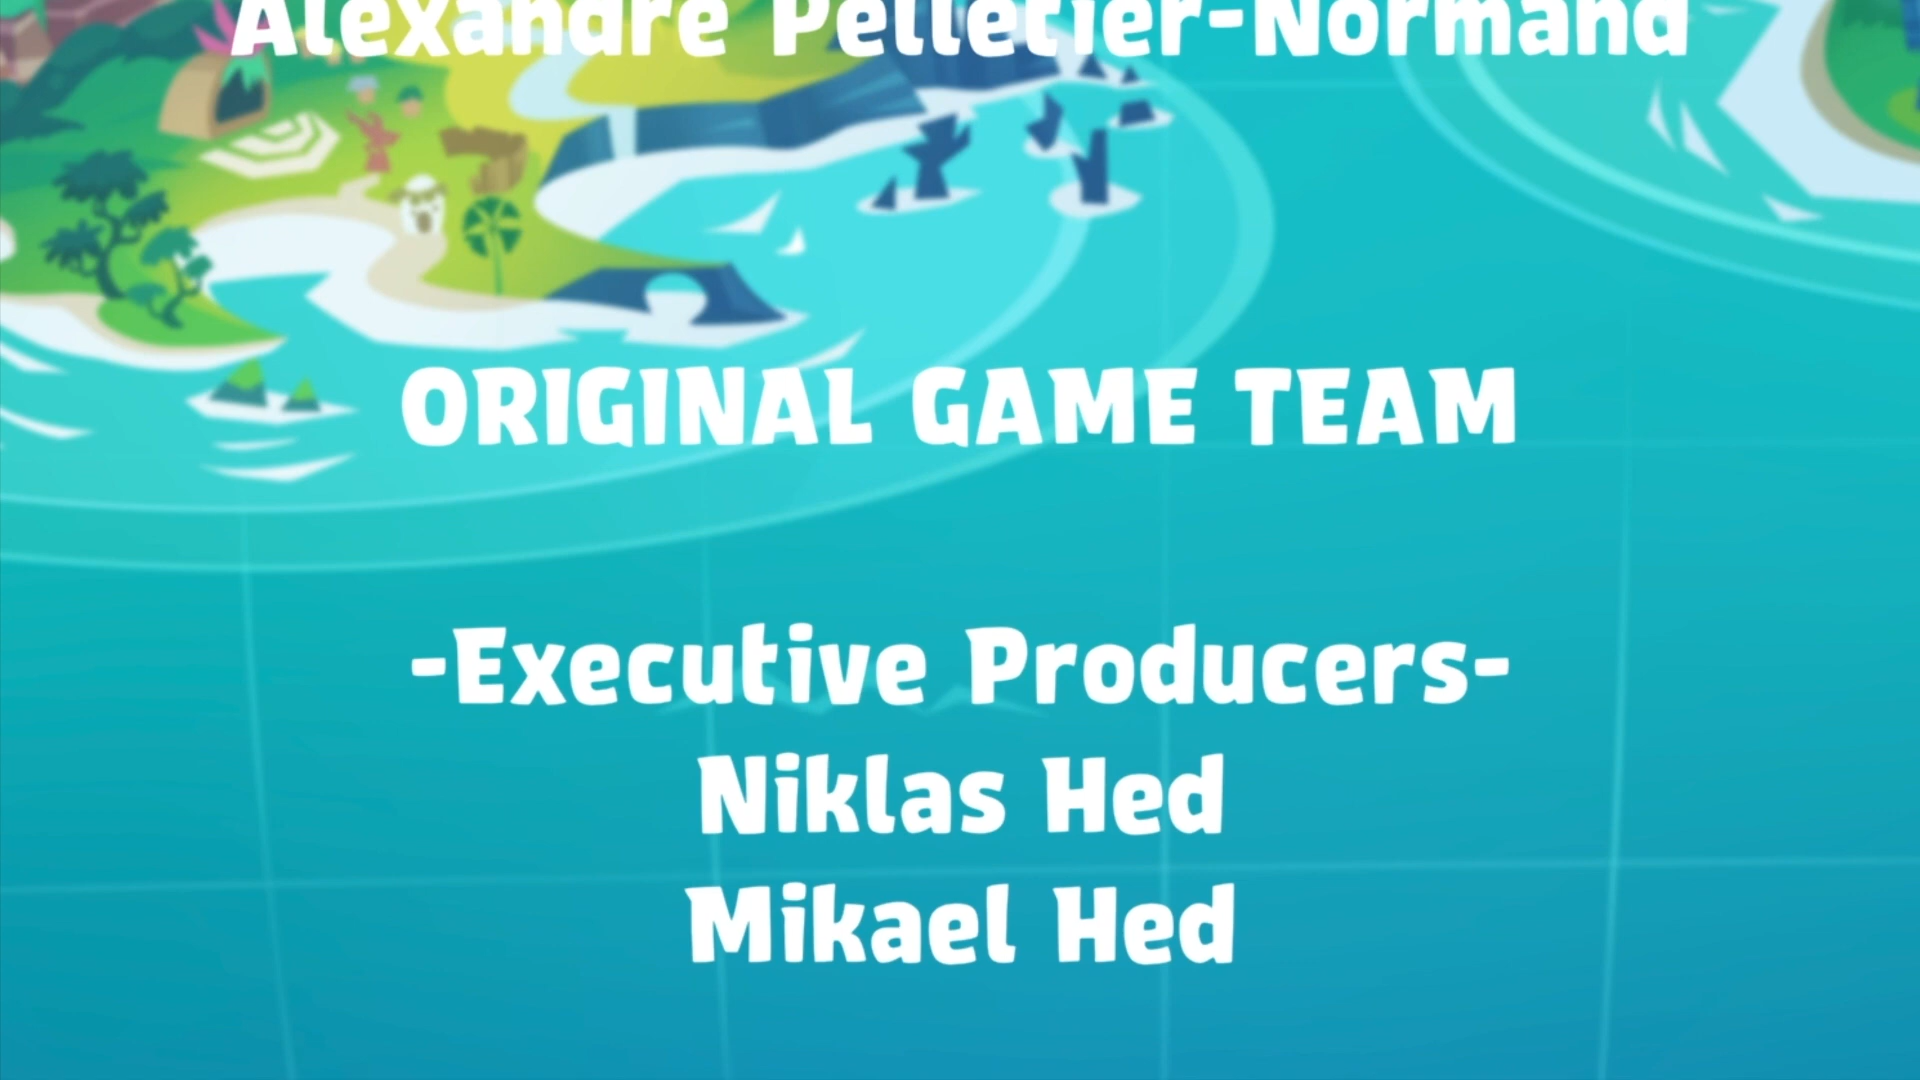 Alexandre Pelletier-Normand
ORIGINAL GAME TEAM
-Executive Producers-
Niklas Hed
Mikael Hed